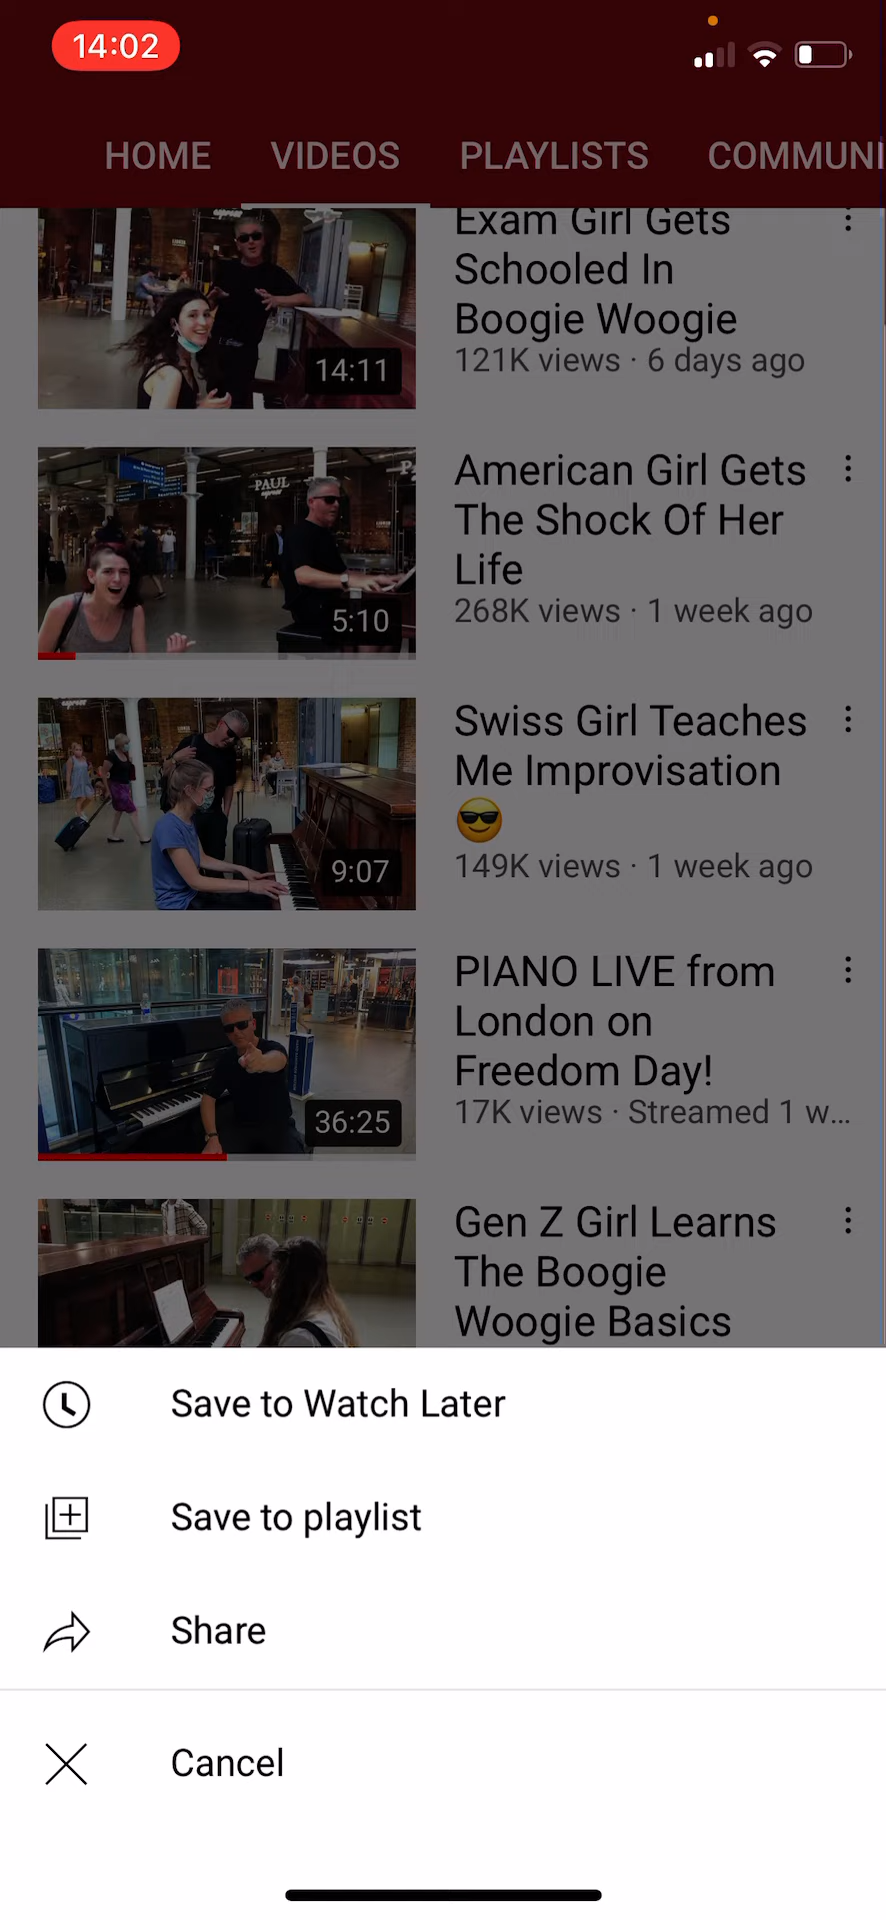 14:02
HOME VIDEOS PLAYLISTS COMMUNI
Exam Girl Gets
Schooled In
Boogie Woogie
121K views · 6 days ago
14:11
American Girl Gets
The Shock Of Her
Life
268K views · 1 week ago
PAUL
5:10
Swiss Girl Teaches
Me Improvisation
😎
149K views · 1 week ago
9:07
PIANO LIVE from
London on
Freedom Day!
17K views · Streamed 1 w...
36:25
Gen Z Girl Learns
The Boogie
Woogie Basics
Save to Watch Later
Save to playlist
Share
Cancel